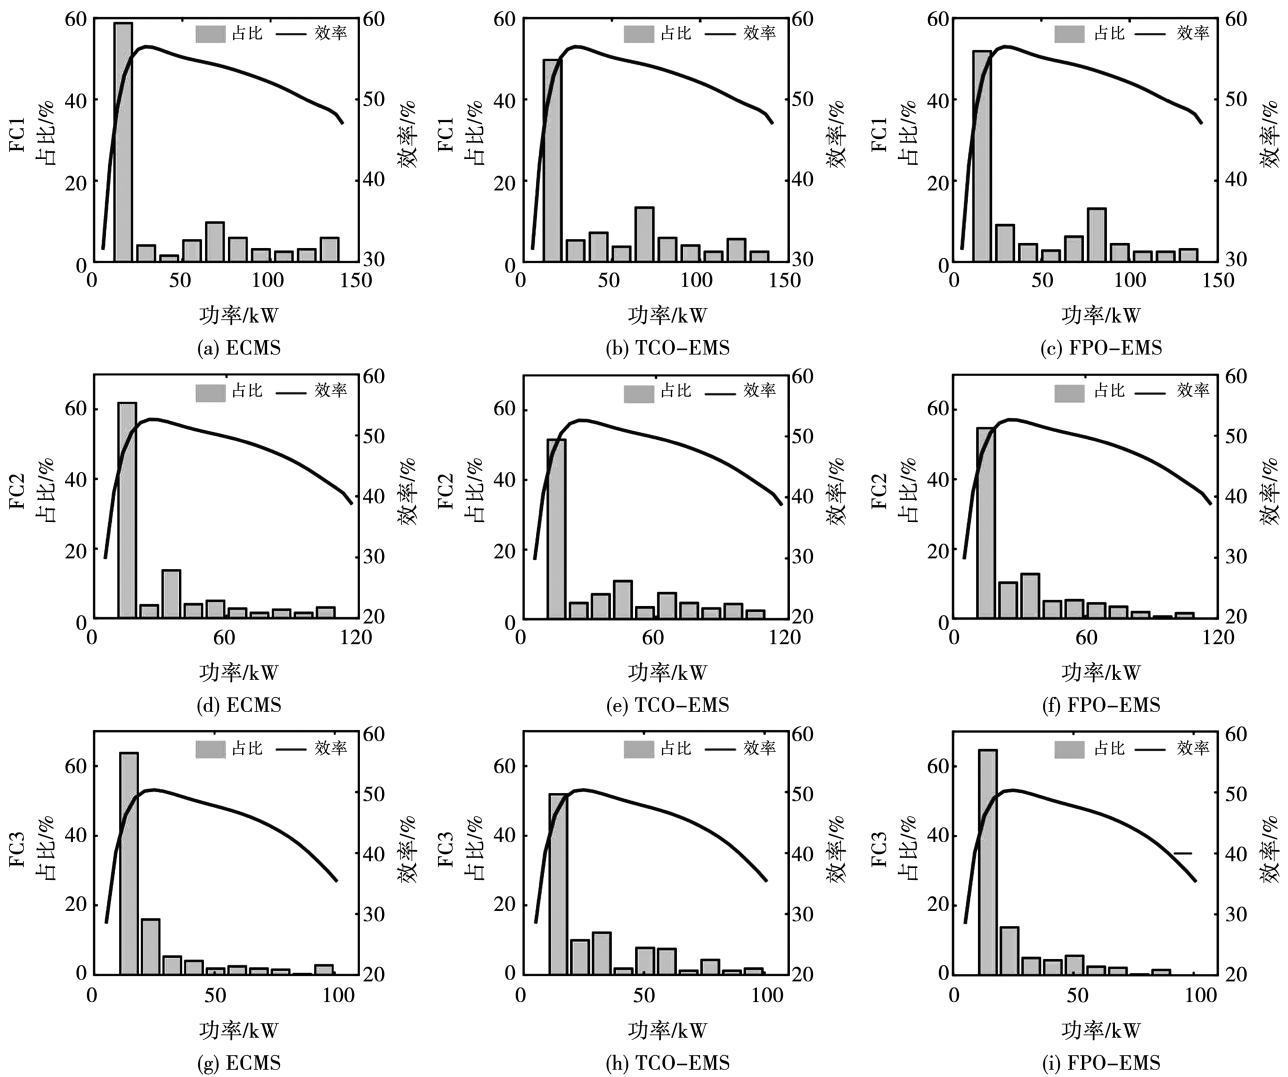 60 60 60 60 60 60
占比 效率 占比 效率 占比 效率
40 50 40 50 40 50
FC1 占比/% 效率/% FC1 占比/% 效率/% FC1 占比/% 效率/%
20 40 20 40 20 40
0 30 0 30 0 30
0 50 100 150 0 50 100 150 0 50 100 150
功率/kW 功率/kW 功率/kW
(a) ECMS (b) TCO-EMS (c) FPO-EMS
60 60 60
占比 效率 占比 效率 占比 效率
60 50 60 50 60 50
FC2 占比/% 效率/% FC2 占比/% 效率/% FC2 占比/% 效率/%
40 40 40 40 40 40
20 30 20 30 20 30
0 20 0 20 0 20
0 60 120 0 60 120 0 60 120
功率/kW 功率/kW 功率/kW
(d) ECMS (e) TCO-EMS (f) FPO-EMS
60 60 60
占比 效率 占比 效率 占比 效率
60 50 60 50 60 50
FC3 占比/% 效率/% FC3 占比/% 效率/% FC3 占比/% 效率/%
40 40 40 40 40 40
20 30 20 30 20 30
0 20 0 20 0 20
0 50 100 0 50 100 0 50 100
功率/kW 功率/kW 功率/kW
(g) ECMS (h) TCO-EMS (i) FPO-EMS